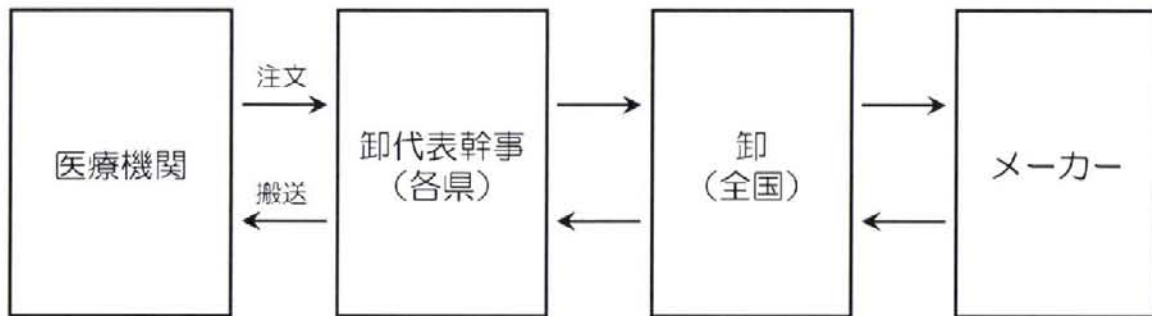 医療機関
注文
搬送
卸代表幹事
（各県）
卸
（全国）
メーカー